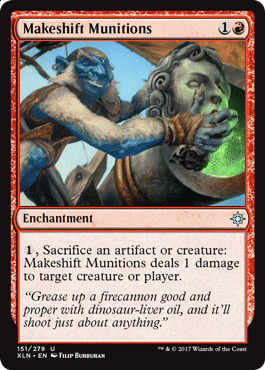 Makeshift Munitions 1
Enchantment
1, Sacrifice an artifact or creature:
Makeshift Munitions deals 1 damage
to target creature or player.
“Grease up a firecannon good and
proper with dinosaur-liver oil, and it’ll
shoot just about anything.”
151/279 U
XLN • EN FILIP BURBURAN
™ & © 2017 Wizards of the Coast